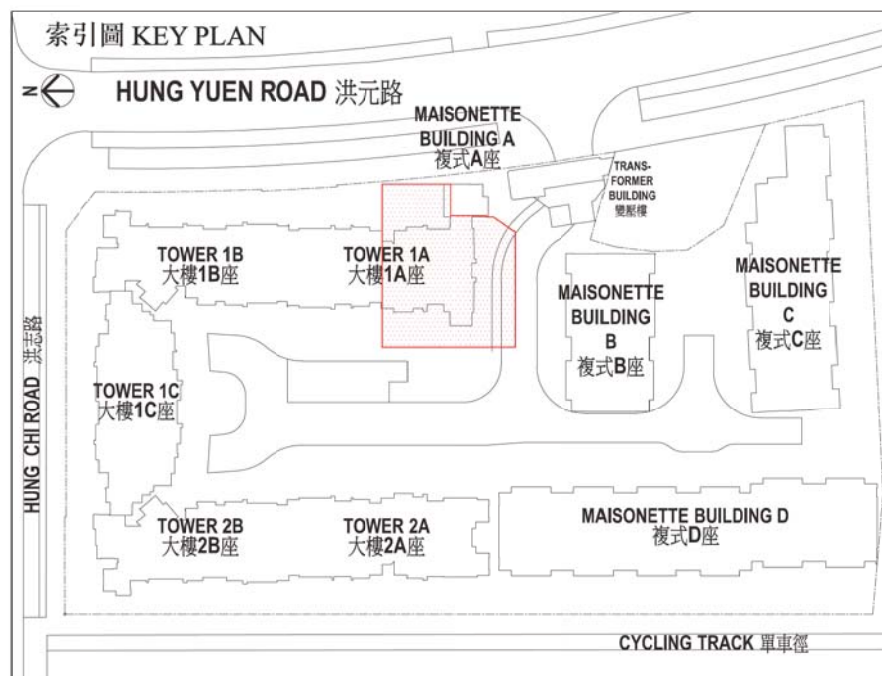 索引圖 KEY PLAN
N
HUNG YUEN ROAD 洪元路
MAISONETTE
BUILDING A
複式A座
TRANS-
FORMER
BUILDING
變壓樓
TOWER 1B
大樓1B座
TOWER 1A
大樓1A座
MAISONETTE
BUILDING
B
複式B座
MAISONETTE
BUILDING
C
複式C座
HUNG CHI ROAD 洪志路
TOWER 1C
大樓1C座
TOWER 2B
大樓2B座
TOWER 2A
大樓2A座
MAISONETTE BUILDING D
複式D座
CYCLING TRACK 單車徑